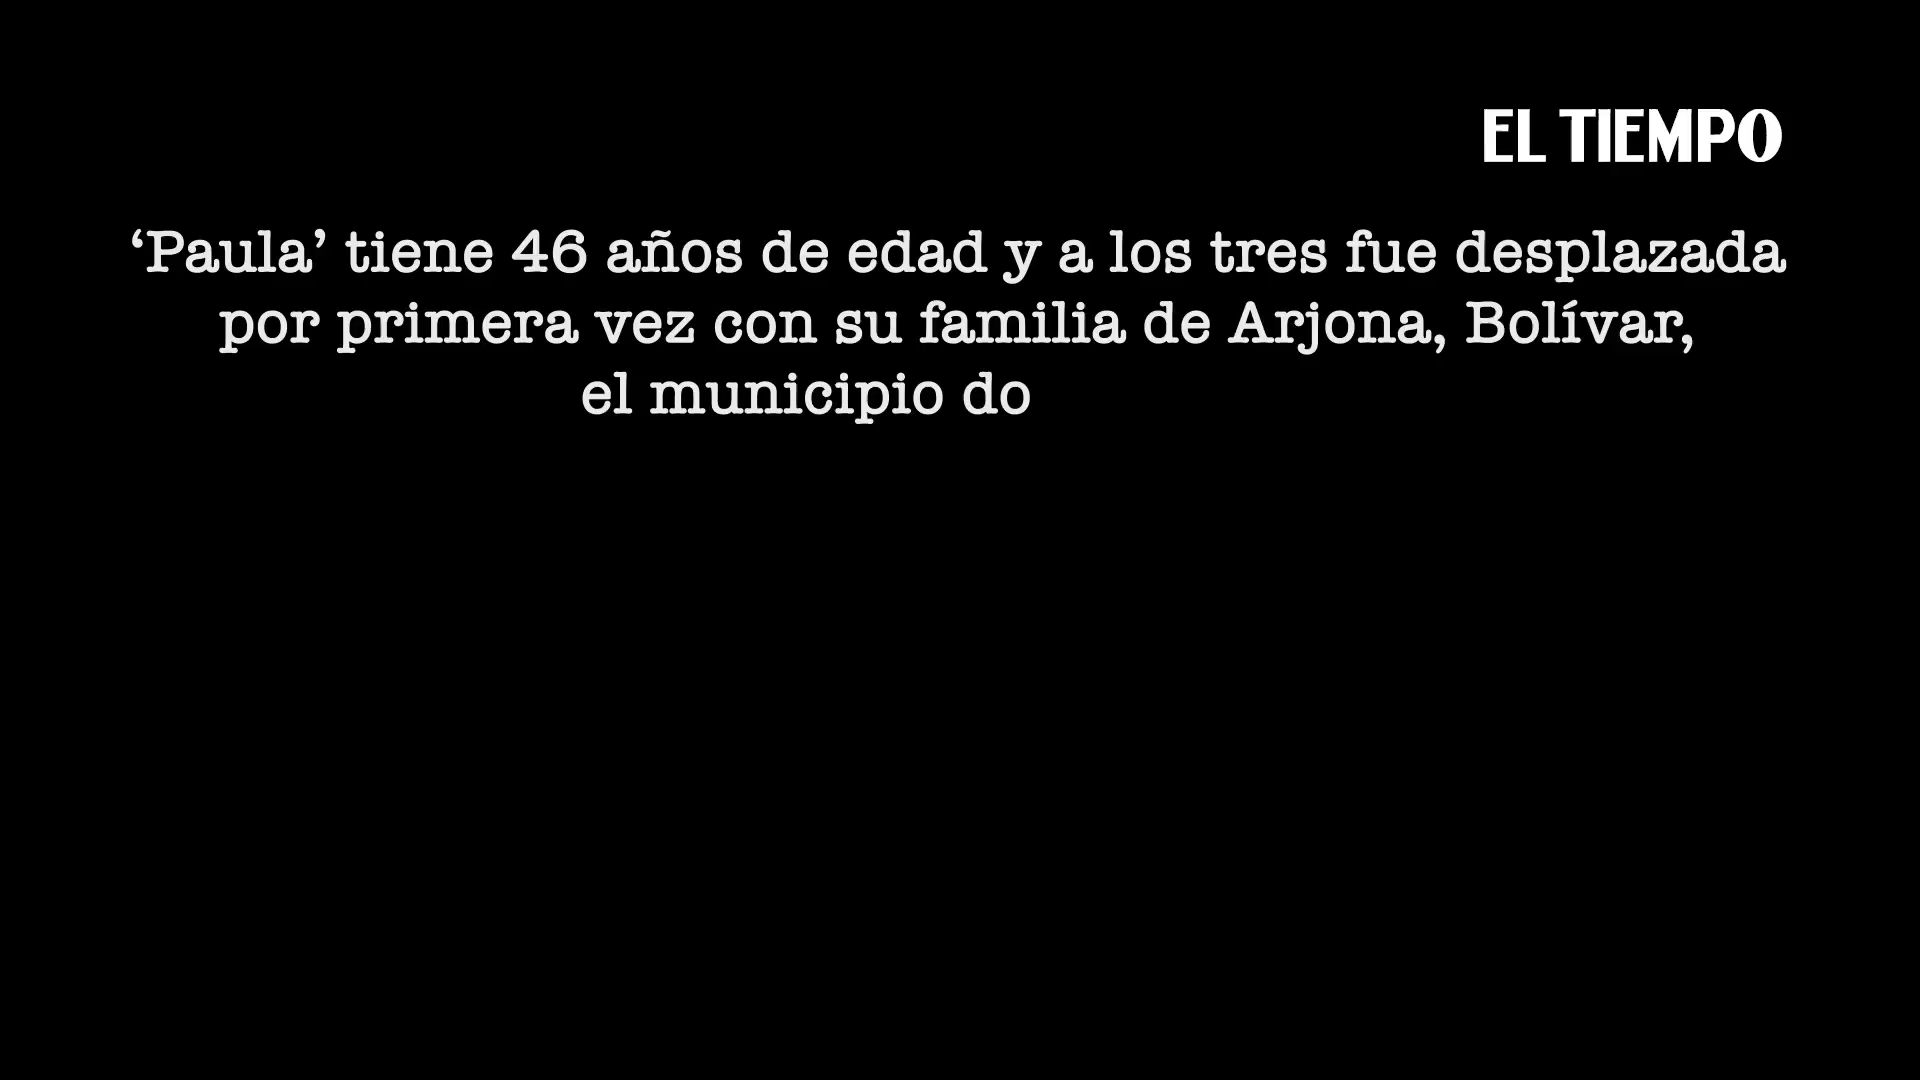 EL TIEMPO
‘Paula’ tiene 46 años de edad y a los tres fue desplazada
por primera vez con su familia de Arjona, Bolívar,
el municipio do